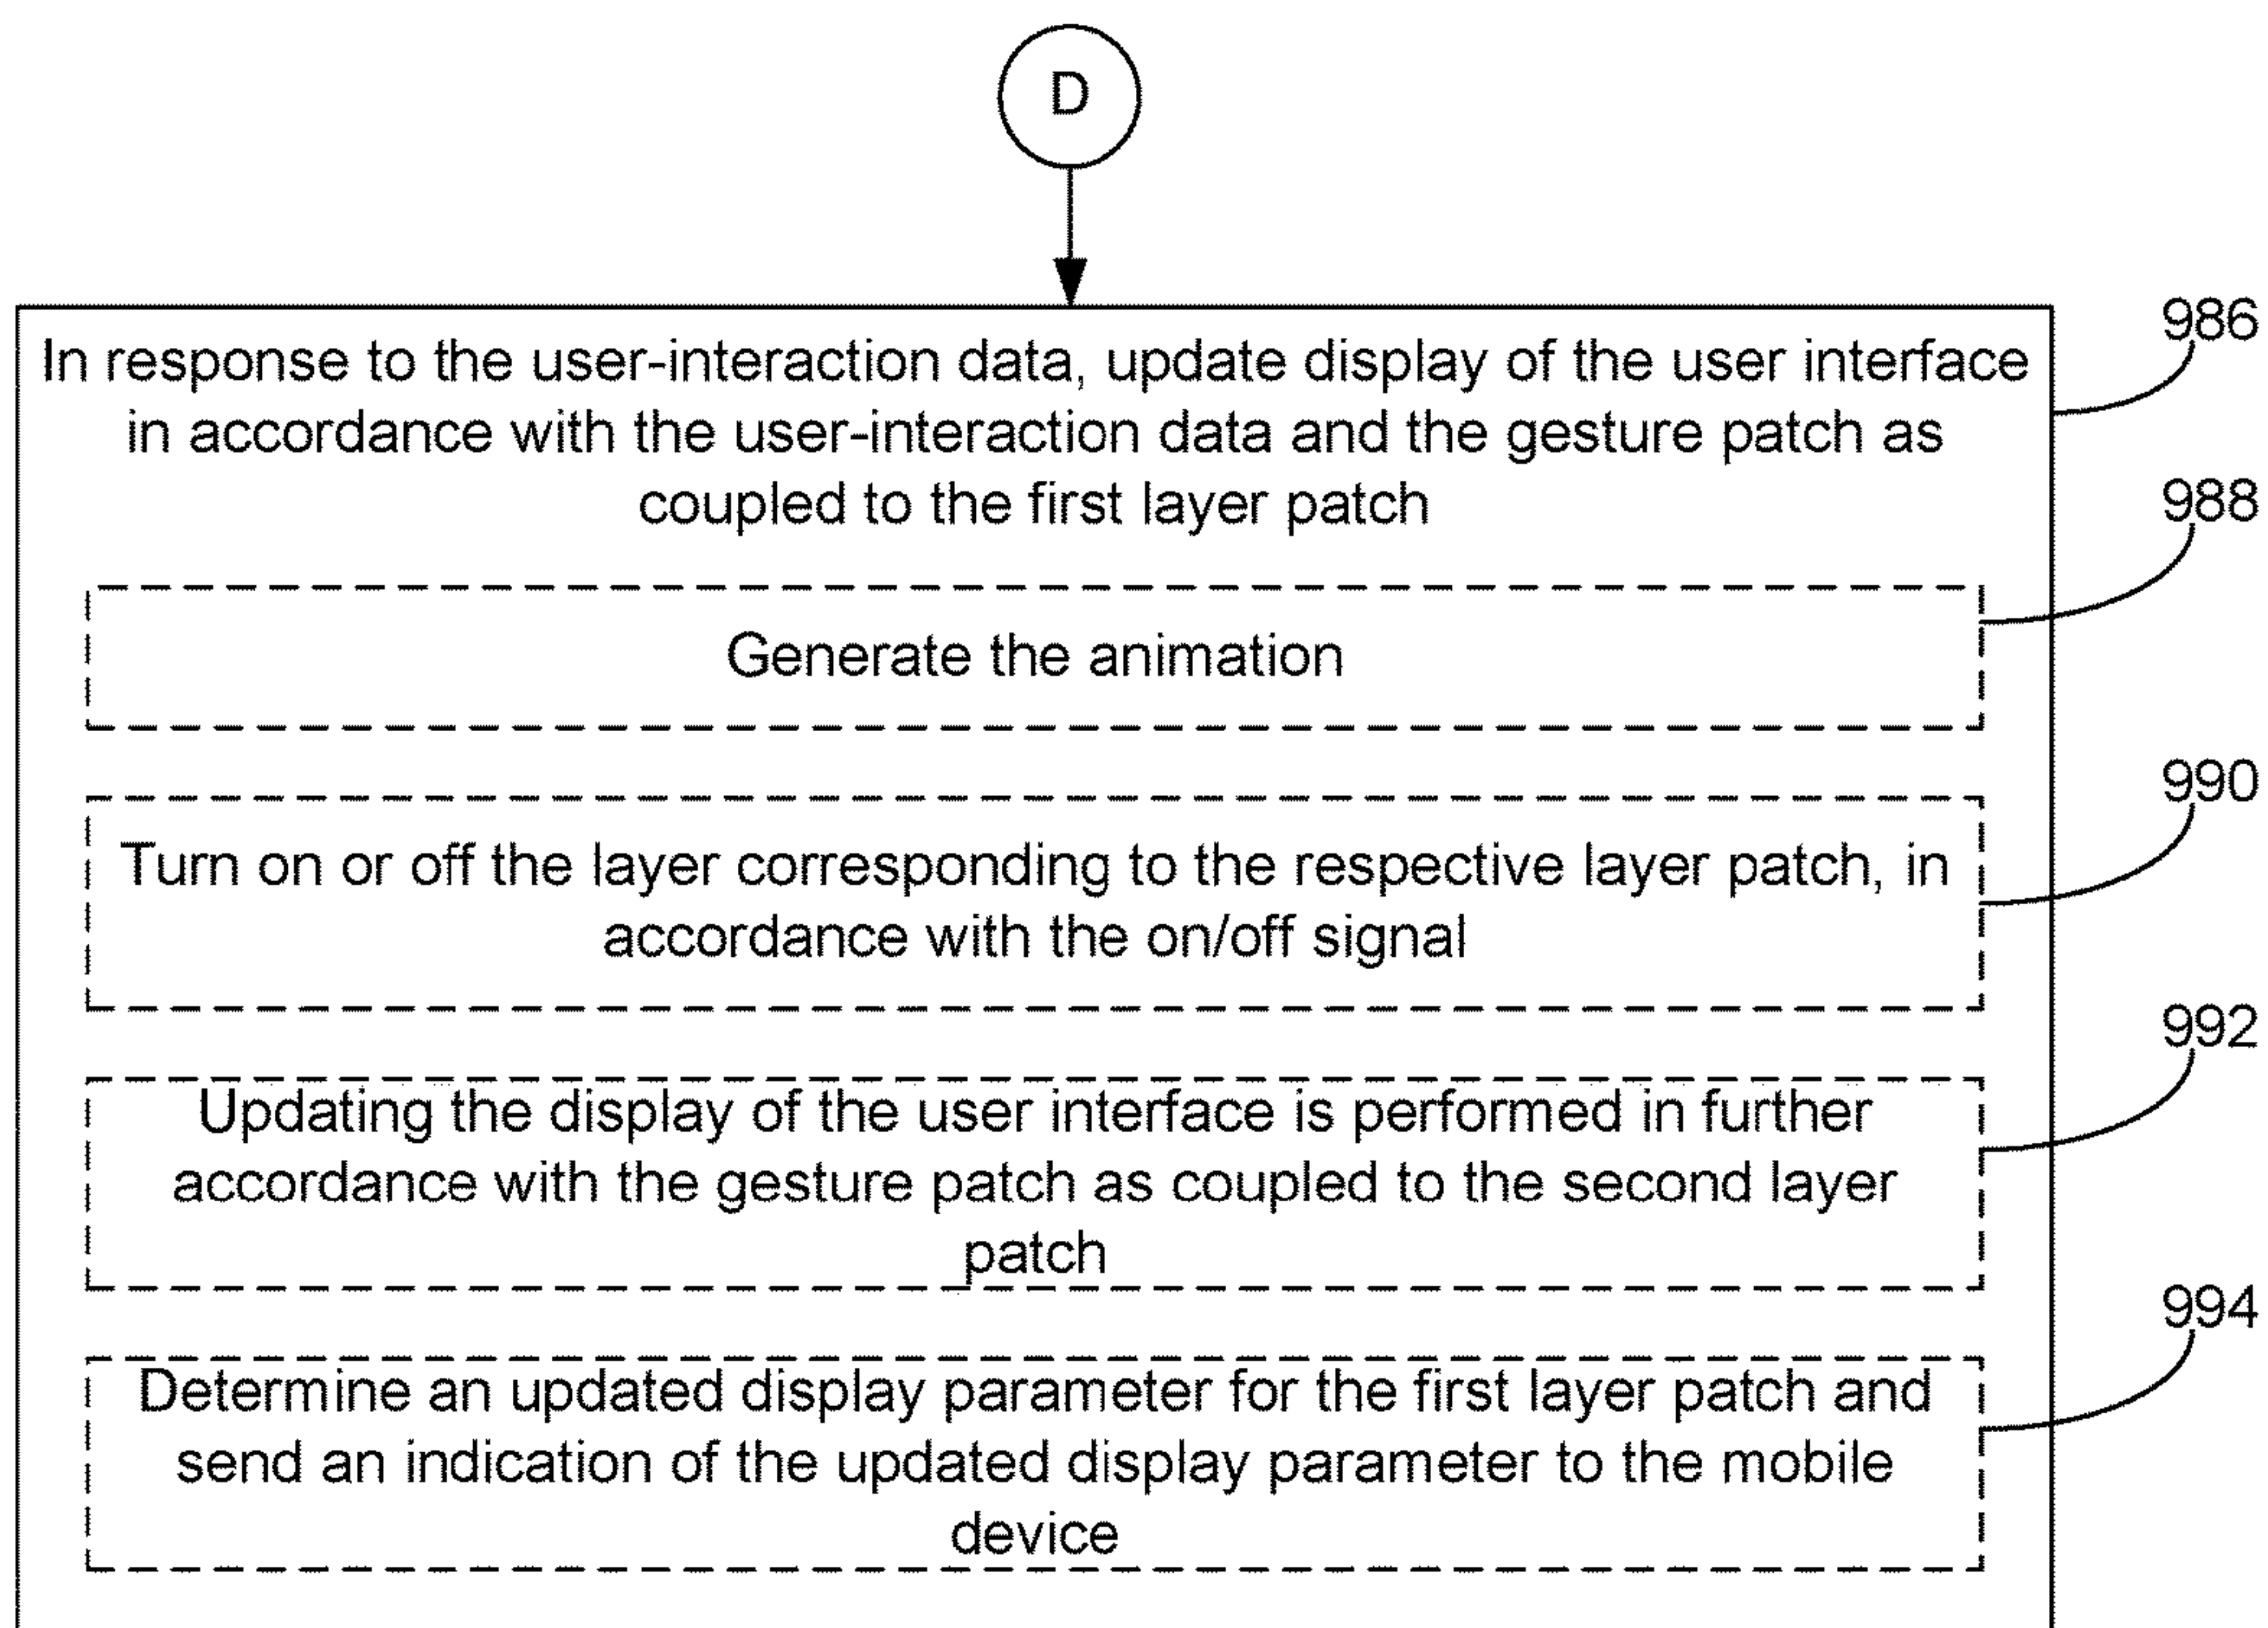 D
986
In response to the user-interaction data, update display of the user interface
in accordance with the user-interaction data and the gesture patch as
coupled to the first layer patch
988
Generate the animation
990
Turn on or off the layer corresponding to the respective layer patch, in
accordance with the on/off signal
992
Updating the display of the user interface is performed in further
accordance with the gesture patch as coupled to the second layer
patch
994
Determine an updated display parameter for the first layer patch and
send an indication of the updated display parameter to the mobile
device